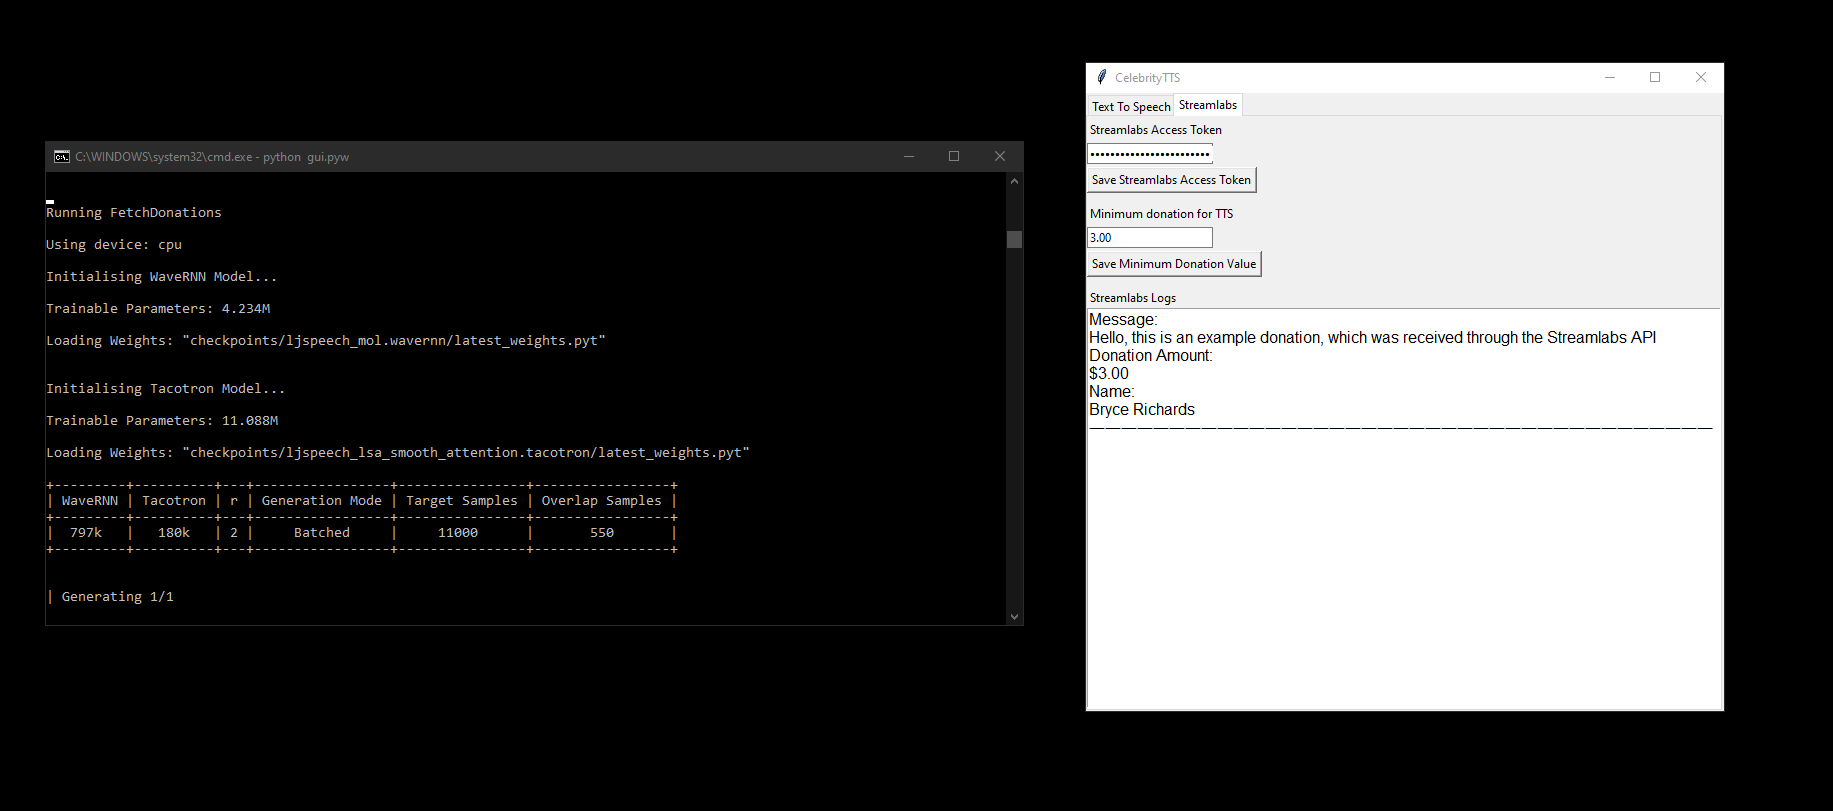 C:\WINDOWS\system32\cmd.exe - python  gui.pyw
Running FetchDonations
Using device: cpu
Initialising WaveRNN Model...
Trainable Parameters: 4.234M
Loading Weights: "checkpoints/ljspeech_mol.wavernn/latest_weights.pyt"
Initialising Tacotron Model...
Trainable Parameters: 11.088M
Loading Weights: "checkpoints/ljspeech_lsa_smooth_attention.tacotron/latest_weights.pyt"
+---------+----------+---+-----------------+----------------+-----------------+
| WaveRNN | Tacotron | r | Generation Mode | Target Samples | Overlap Samples |
+---------+----------+---+-----------------+----------------+-----------------+
|  797k   |   180k   | 2 |     Batched     |     11000      |       550       |
+---------+----------+---+-----------------+----------------+-----------------+
| Generating 1/1
CelebrityTTS
Text To Speech Streamlabs
Streamlabs Access Token
••••••••••••••••••••••••
Save Streamlabs Access Token
Minimum donation for TTS
3.00
Save Minimum Donation Value
Streamlabs Logs
Message:
Hello, this is an example donation, which was received through the Streamlabs API
Donation Amount:
$3.00
Name:
Bryce Richards